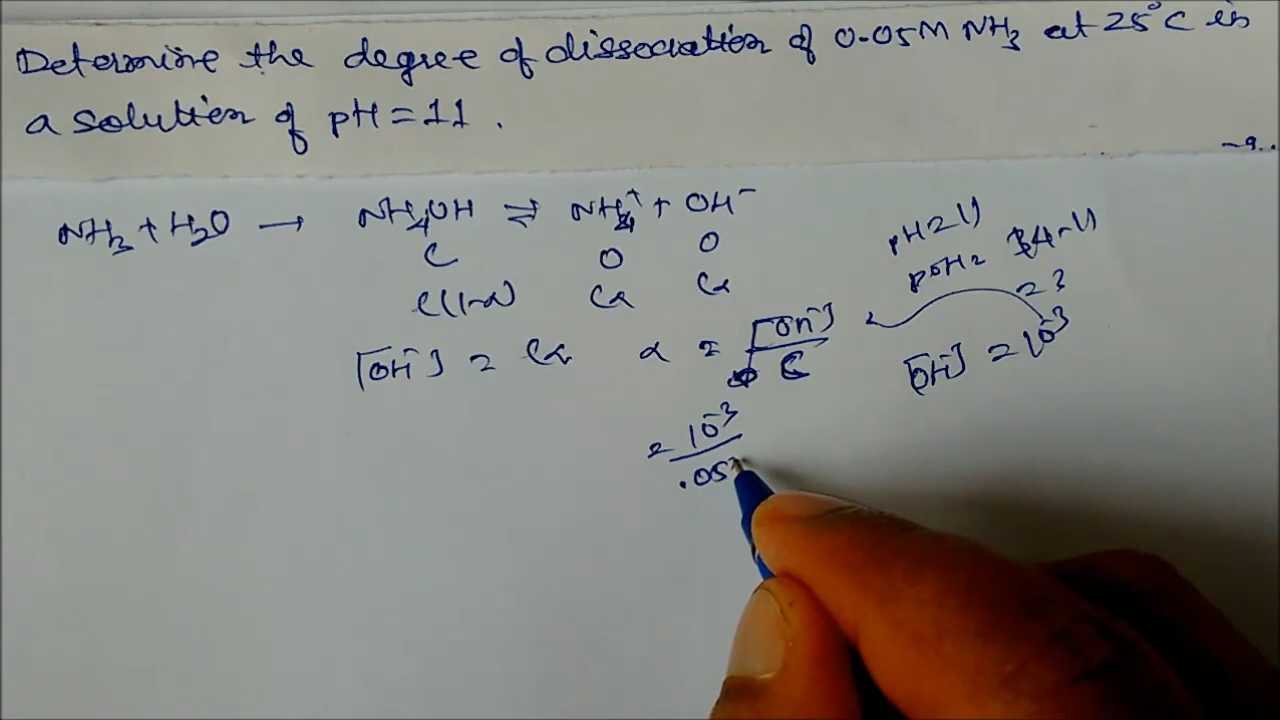 Determine the degree of dissociation of 0.05M NH₃ at 25°C in
a solution of pH = 11 .
NH₃ + H₂O → NH₄OH ⇌ NH₄⁺ + OH⁻
C O O
C(1-α) Cα Cα
[OH⁻] = Cα α = [OH⁻]/C
= 10⁻³/.05
pH = 11
pOH = 14-11
= 3
[OH⁻] = 10⁻³